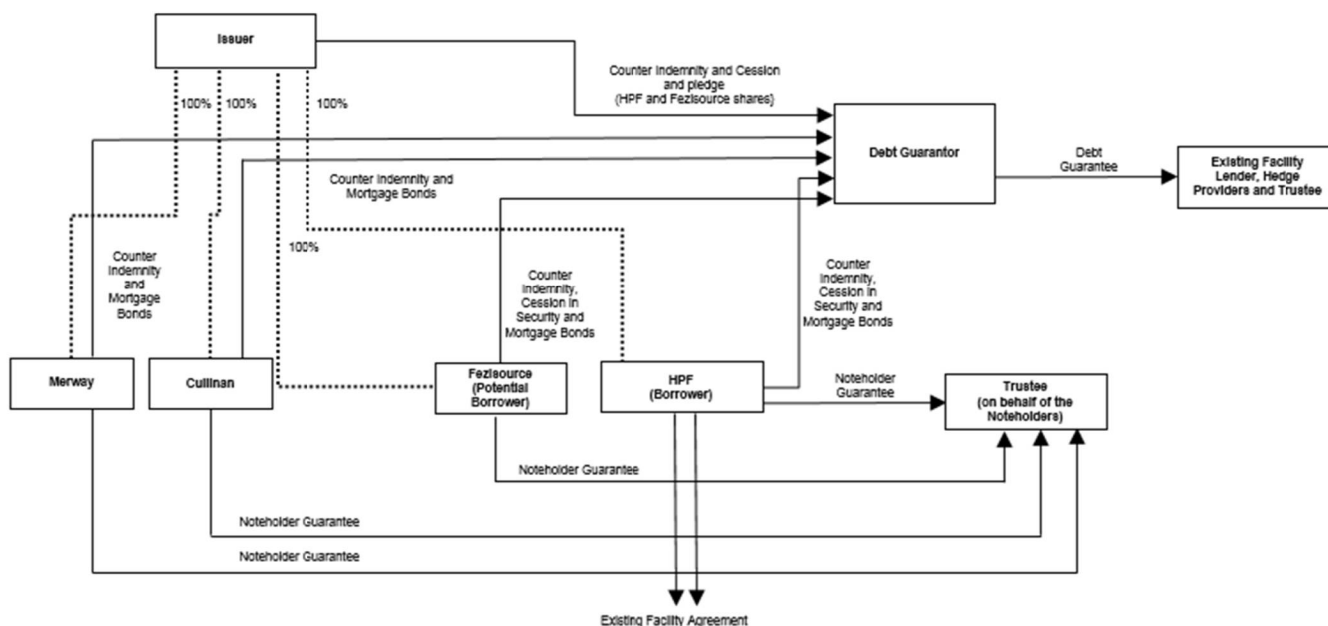 Issuer
100%
100%
100%
Counter Indemnity and Cession
and pledge
(HPF and Fezisource shares)
Debt Guarantor
Debt
Guarantee
Existing Facility
Lender, Hedge
Providers and Trustee
Counter Indemnity and
Mortgage Bonds
100%
Counter
Indemnity
and
Mortgage
Bonds
Counter
Indemnity,
Cession in
Security and
Mortgage Bonds
Counter
Indemnity,
Cession in
Security and
Mortgage Bonds
Merway
Cullinan
Fezisource
(Potential
Borrower)
HPF
(Borrower)
Noteholder
Guarantee
Trustee
(on behalf of the
Noteholders)
Noteholder Guarantee
Noteholder Guarantee
Noteholder Guarantee
Existing Facility Agreement